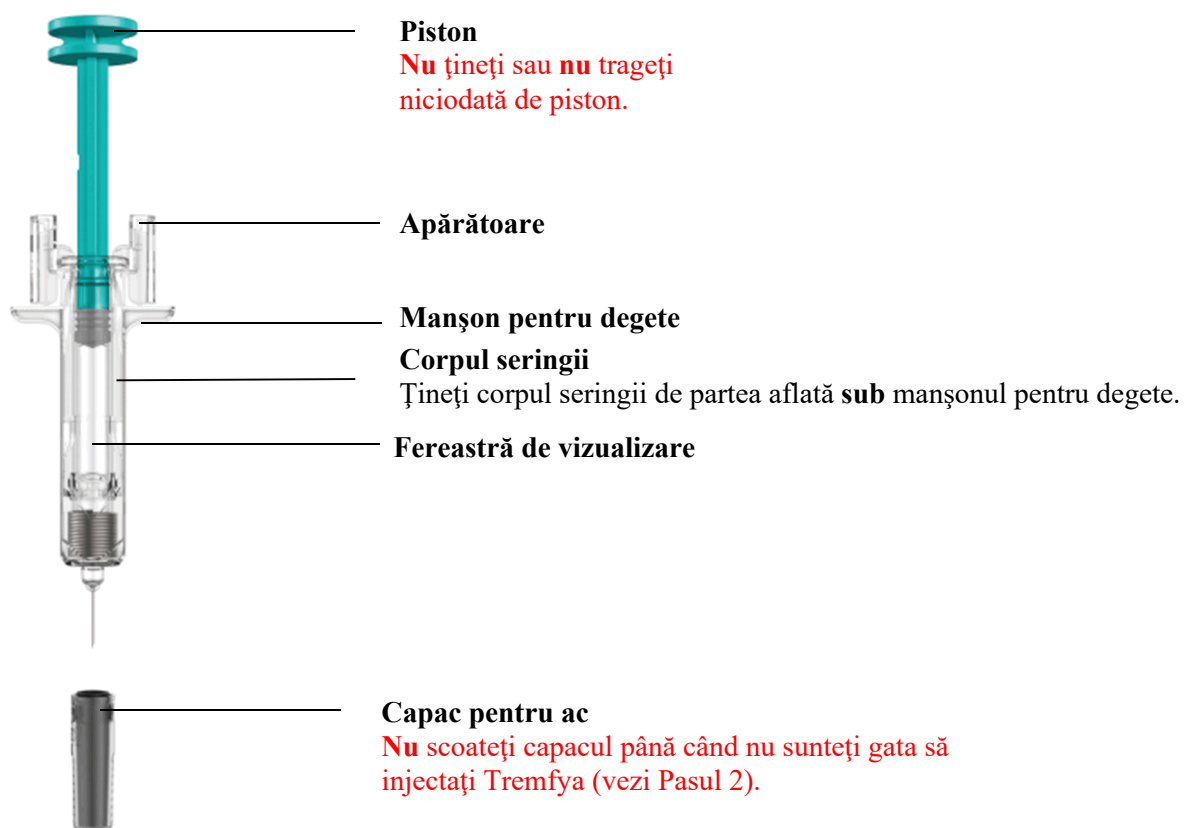 Piston
Nu ţineţi sau nu trageţi
niciodată de piston.
Apărătoare
Manşon pentru degete
Corpul seringii
Ţineţi corpul seringii de partea aflată sub manşonul pentru degete.
Fereastră de vizualizare
Capac pentru ac
Nu scoateţi capacul până când nu sunteţi gata să
injectaţi Tremfya (vezi Pasul 2).